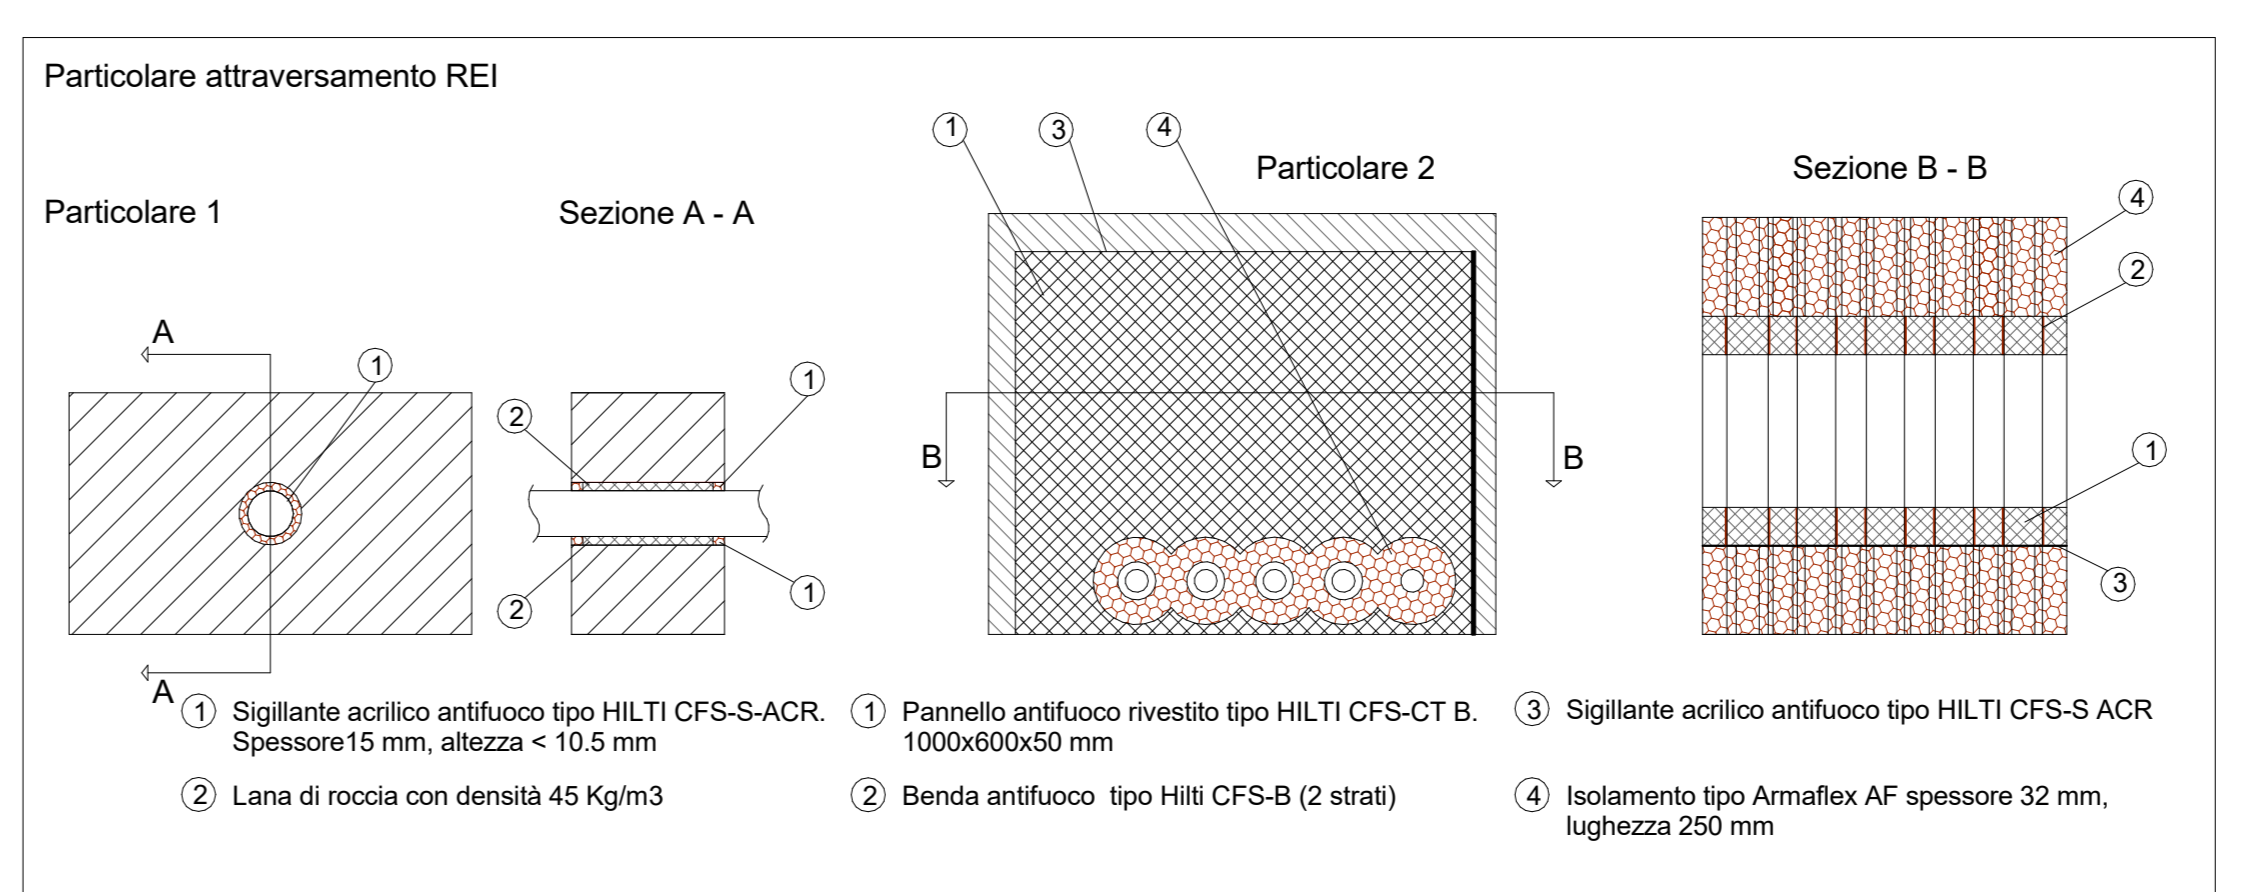 Particolare attraversamento REI
Particolare 1
Sezione A - A
Particolare 2
Sezione B - B
1
3
4
4
2
A
1
1
2
B
B
1
2
1
3
A
1 Sigillante acrilico antifuoco tipo HILTI CFS-S-ACR.
Spessore15 mm, altezza < 10.5 mm
2 Lana di roccia con densità 45 Kg/m3
1 Pannello antifuoco rivestito tipo HILTI CFS-CT B.
1000x600x50 mm
2 Benda antifuoco  tipo Hilti CFS-B (2 strati)
3 Sigillante acrilico antifuoco tipo HILTI CFS-S ACR
4 Isolamento tipo Armaflex AF spessore 32 mm,
lughezza 250 mm